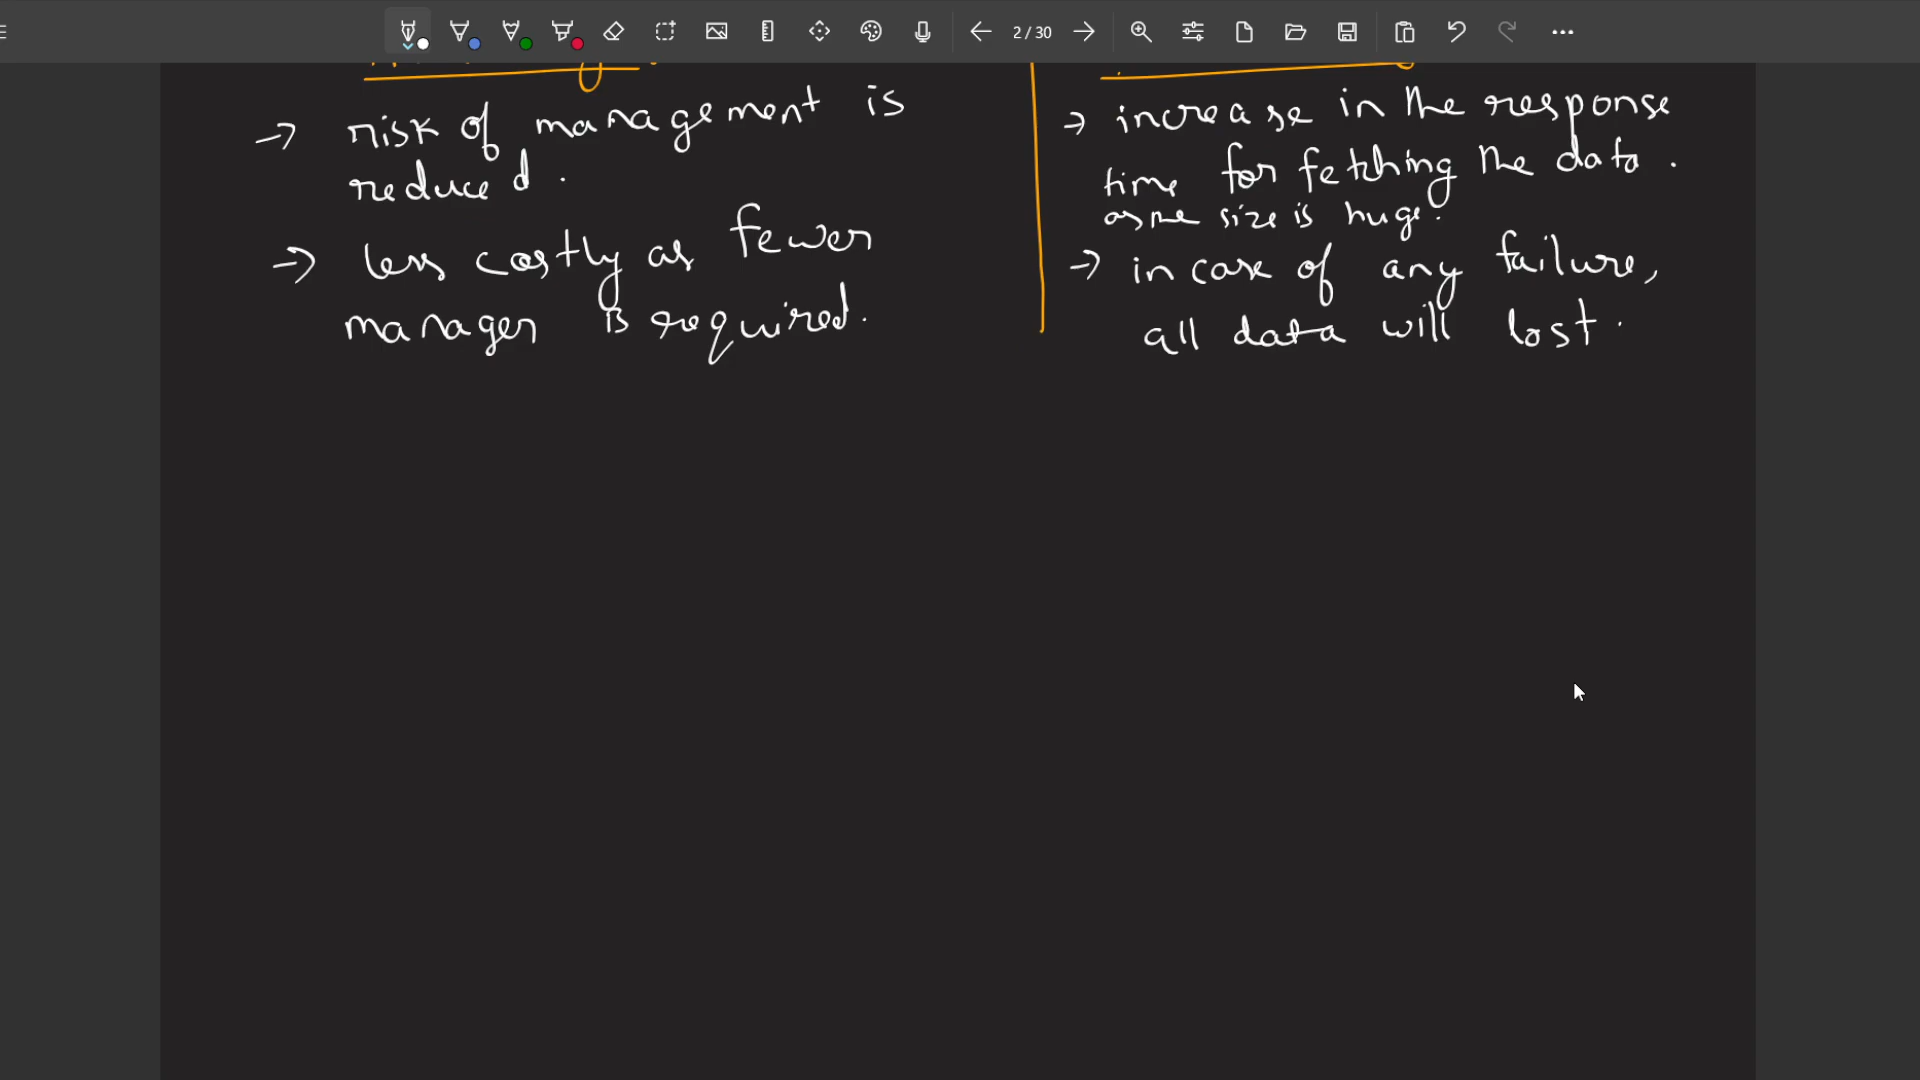 2 / 30
→ risk of management is
reduced.
→ less costly as fewer
manager is required.
→ increase in the response
time for fetching the data.
as the size is huge.
→ in case of any failure,
all data will lost.